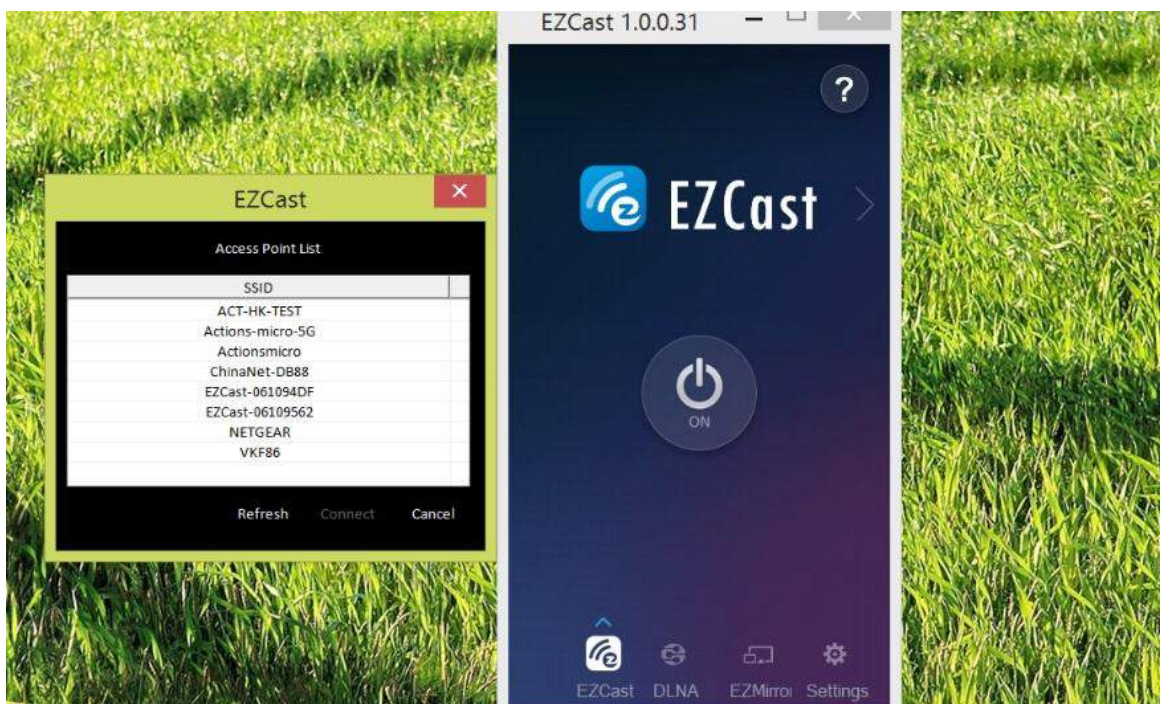 EZCast
Access Point List
SSID
ACT-HK-TEST
Actions-micro-5G
Actionsmicro
ChinaNet-DB88
EZCast-061094DF
EZCast-06109562
NETGEAR
VKF86
Refresh Connect Cancel
EZCast 1.0.0.31
?
EZCast
ON
EZCast DLNA EZMirror Settings